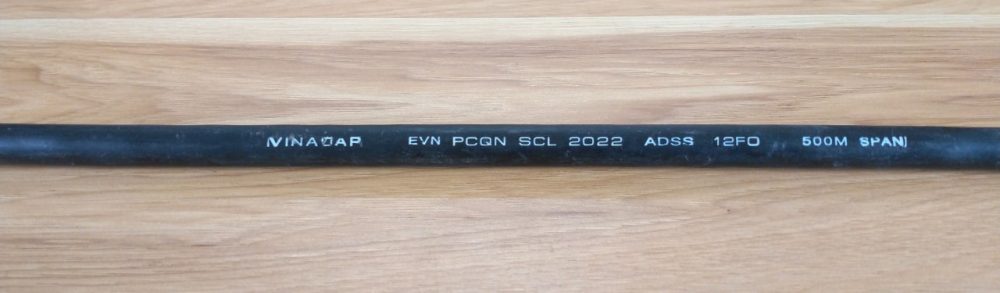 VINACAP EVN PCQN SCL 2022 ADSS 12FO 500M SPAN